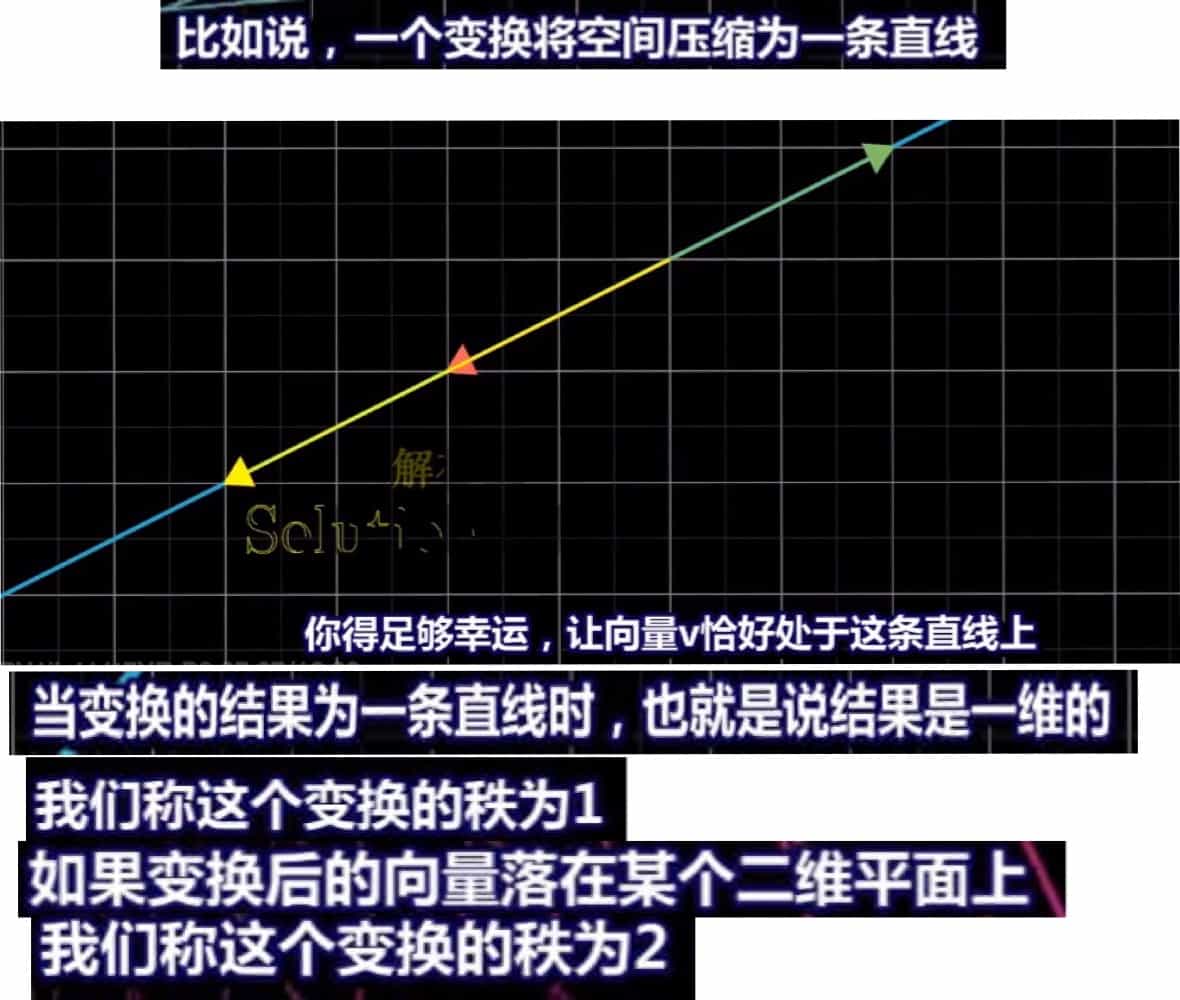 比如说，一个变换将空间压缩为一条直线
解
你得足够幸运，让向量v恰好处于这条直线上
当变换的结果为一条直线时，也就是说结果是一维的
我们称这个变换的秩为1
如果变换后的向量落在某个二维平面上
我们称这个变换的秩为2